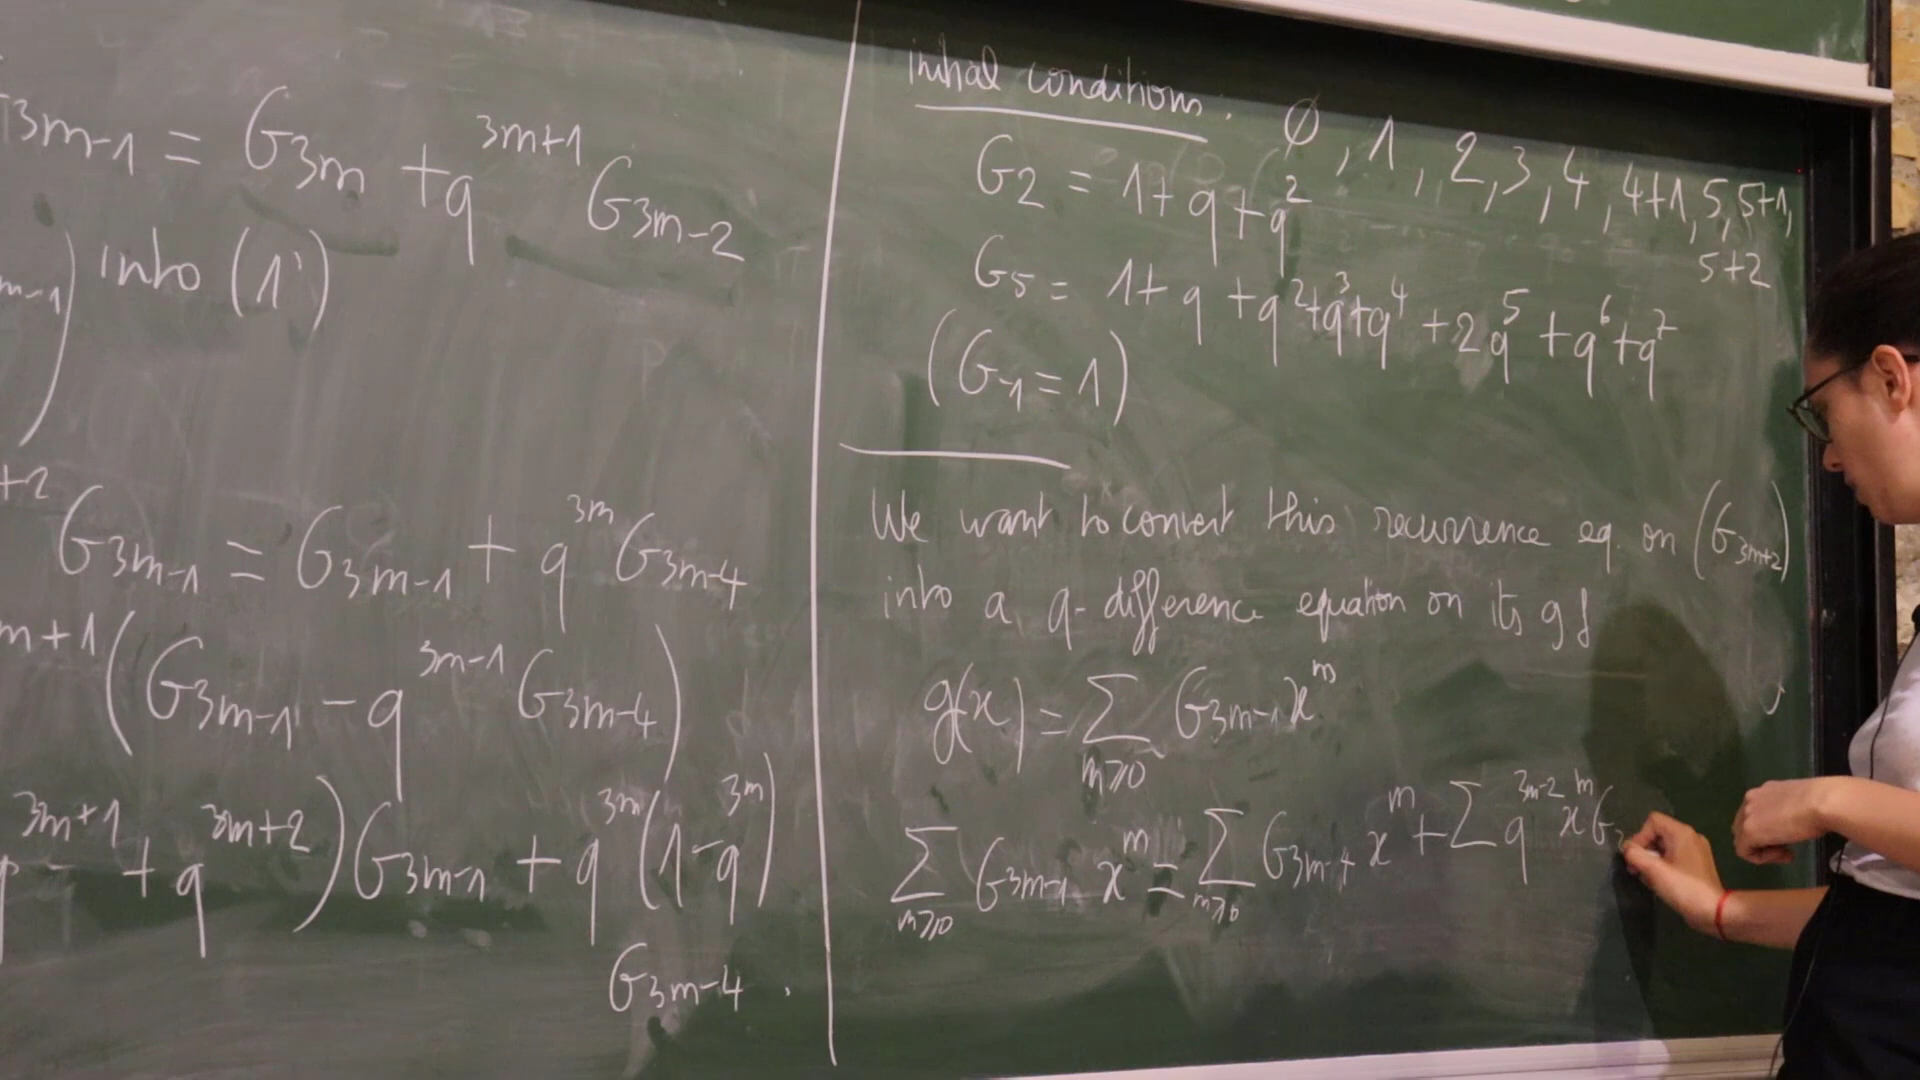 3m-1 = G3m + q^3m+1 G3m-2
m-1) into (1')
+2 G3m-1 = G3m-1 + q^3m G3m-4
m+1 (G3m-1 - q^3m-1 G3m-4)
3m+1 + q^3m+2) G3m-1 + q^3m (1-q^3m)
G3m-4 .
initial conditions. ∅, 1, 2, 3, 4, 4+1, 5, 5+1,
5+2
G2 = 1+q+q^2
G5 = 1+q+q^2+q^3+q^4+2q^5+q^6+q^7
(G-1 = 1)
We want to convert this recurrence eq. on (G3m+2)
into a q-difference equation on its gf
g(x) = ∑m≥0 G3m-1 x^m
∑m≥0 G3m-1 x^m = ∑m≥0 G3m-4 x^m + ∑ q^3m-2 x^m G